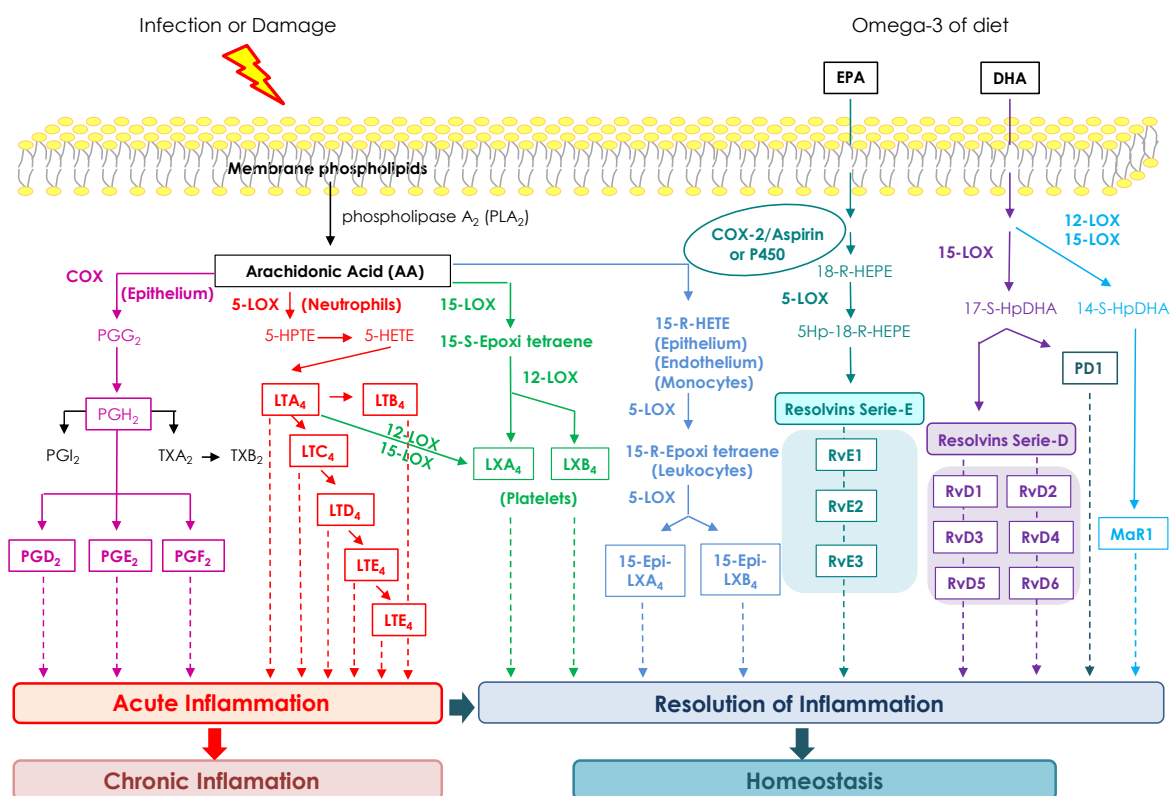 Infection or Damage
Omega-3 of diet
EPA
DHA
Membrane phospholipids
phospholipase A₂ (PLA₂)
COX-2/Aspirin
or P450
12-LOX
15-LOX
15-LOX
Arachidonic Acid (AA)
COX
(Epithelium)
5-LOX
(Neutrophils)
15-LOX
18-R-HEPE
5-LOX
17-S-HpDHA
14-S-HpDHA
PGG₂
5-HPTE
5-HETE
15-S-Epoxi tetraene
15-R-HETE
(Epithelium)
(Endothelium)
(Monocytes)
5Hp-18-R-HEPE
PD1
12-LOX
LTA₄
LTB₄
PGH₂
5-LOX
Resolvins Serie-E
Resolvins Serie-D
12-LOX
15-LOX
PGI₂
TXA₂
TXB₂
LTC₄
LXA₄
LXB₄
(Platelets)
15-R-Epoxi tetraene
(Leukocytes)
5-LOX
RvE1
RvE2
RvE3
RvD1
RvD2
RvD3
RvD4
RvD5
RvD6
MaR1
LTD₄
PGD₂
PGE₂
PGF₂
LTE₄
LTE₄
15-Epi-
LXA₄
15-Epi-
LXB₄
Acute Inflammation
Resolution of Inflammation
Chronic Inflamation
Homeostasis